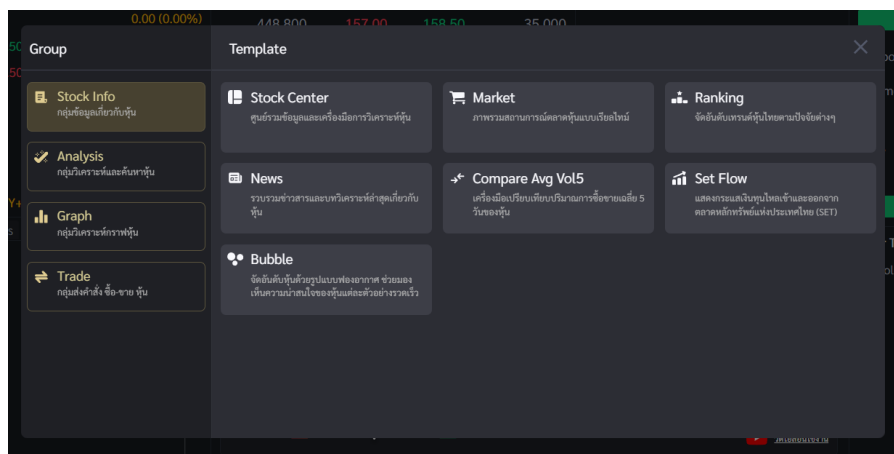 0.00 (0.00%)
448,800 157.00 158.50 35,000
Group
Template
Stock Info
กลุ่มข้อมูลเกี่ยวกับหุ้น
Analysis
กลุ่มวิเคราะห์และค้นหาหุ้น
Graph
กลุ่มวิเคราะห์กราฟหุ้น
Trade
กลุ่มส่งคำสั่ง ซื้อ-ขาย หุ้น
Stock Center
ศูนย์รวมข้อมูลและเครื่องมือการวิเคราะห์หุ้น
Market
ภาพรวมสถานการณ์ตลาดหุ้นแบบเรียลไทม์
Ranking
จัดอันดับเทรนด์หุ้นไทยตามปัจจัยต่างๆ
News
รวบรวมข่าวสารและบทวิเคราะห์ล่าสุดเกี่ยวกับ
หุ้น
Compare Avg Vol5
เครื่องมือเปรียบเทียบปริมาณการซื้อขายเฉลี่ย 5
วันของหุ้น
Set Flow
แสดงกระแสเงินทุนไหลเข้าและออกจาก
ตลาดหลักทรัพย์แห่งประเทศไทย (SET)
Bubble
จัดอันดับหุ้นด้วยรูปแบบฟองอากาศ ช่วยมอง
เห็นความน่าสนใจของหุ้นแต่ละตัวอย่างรวดเร็ว